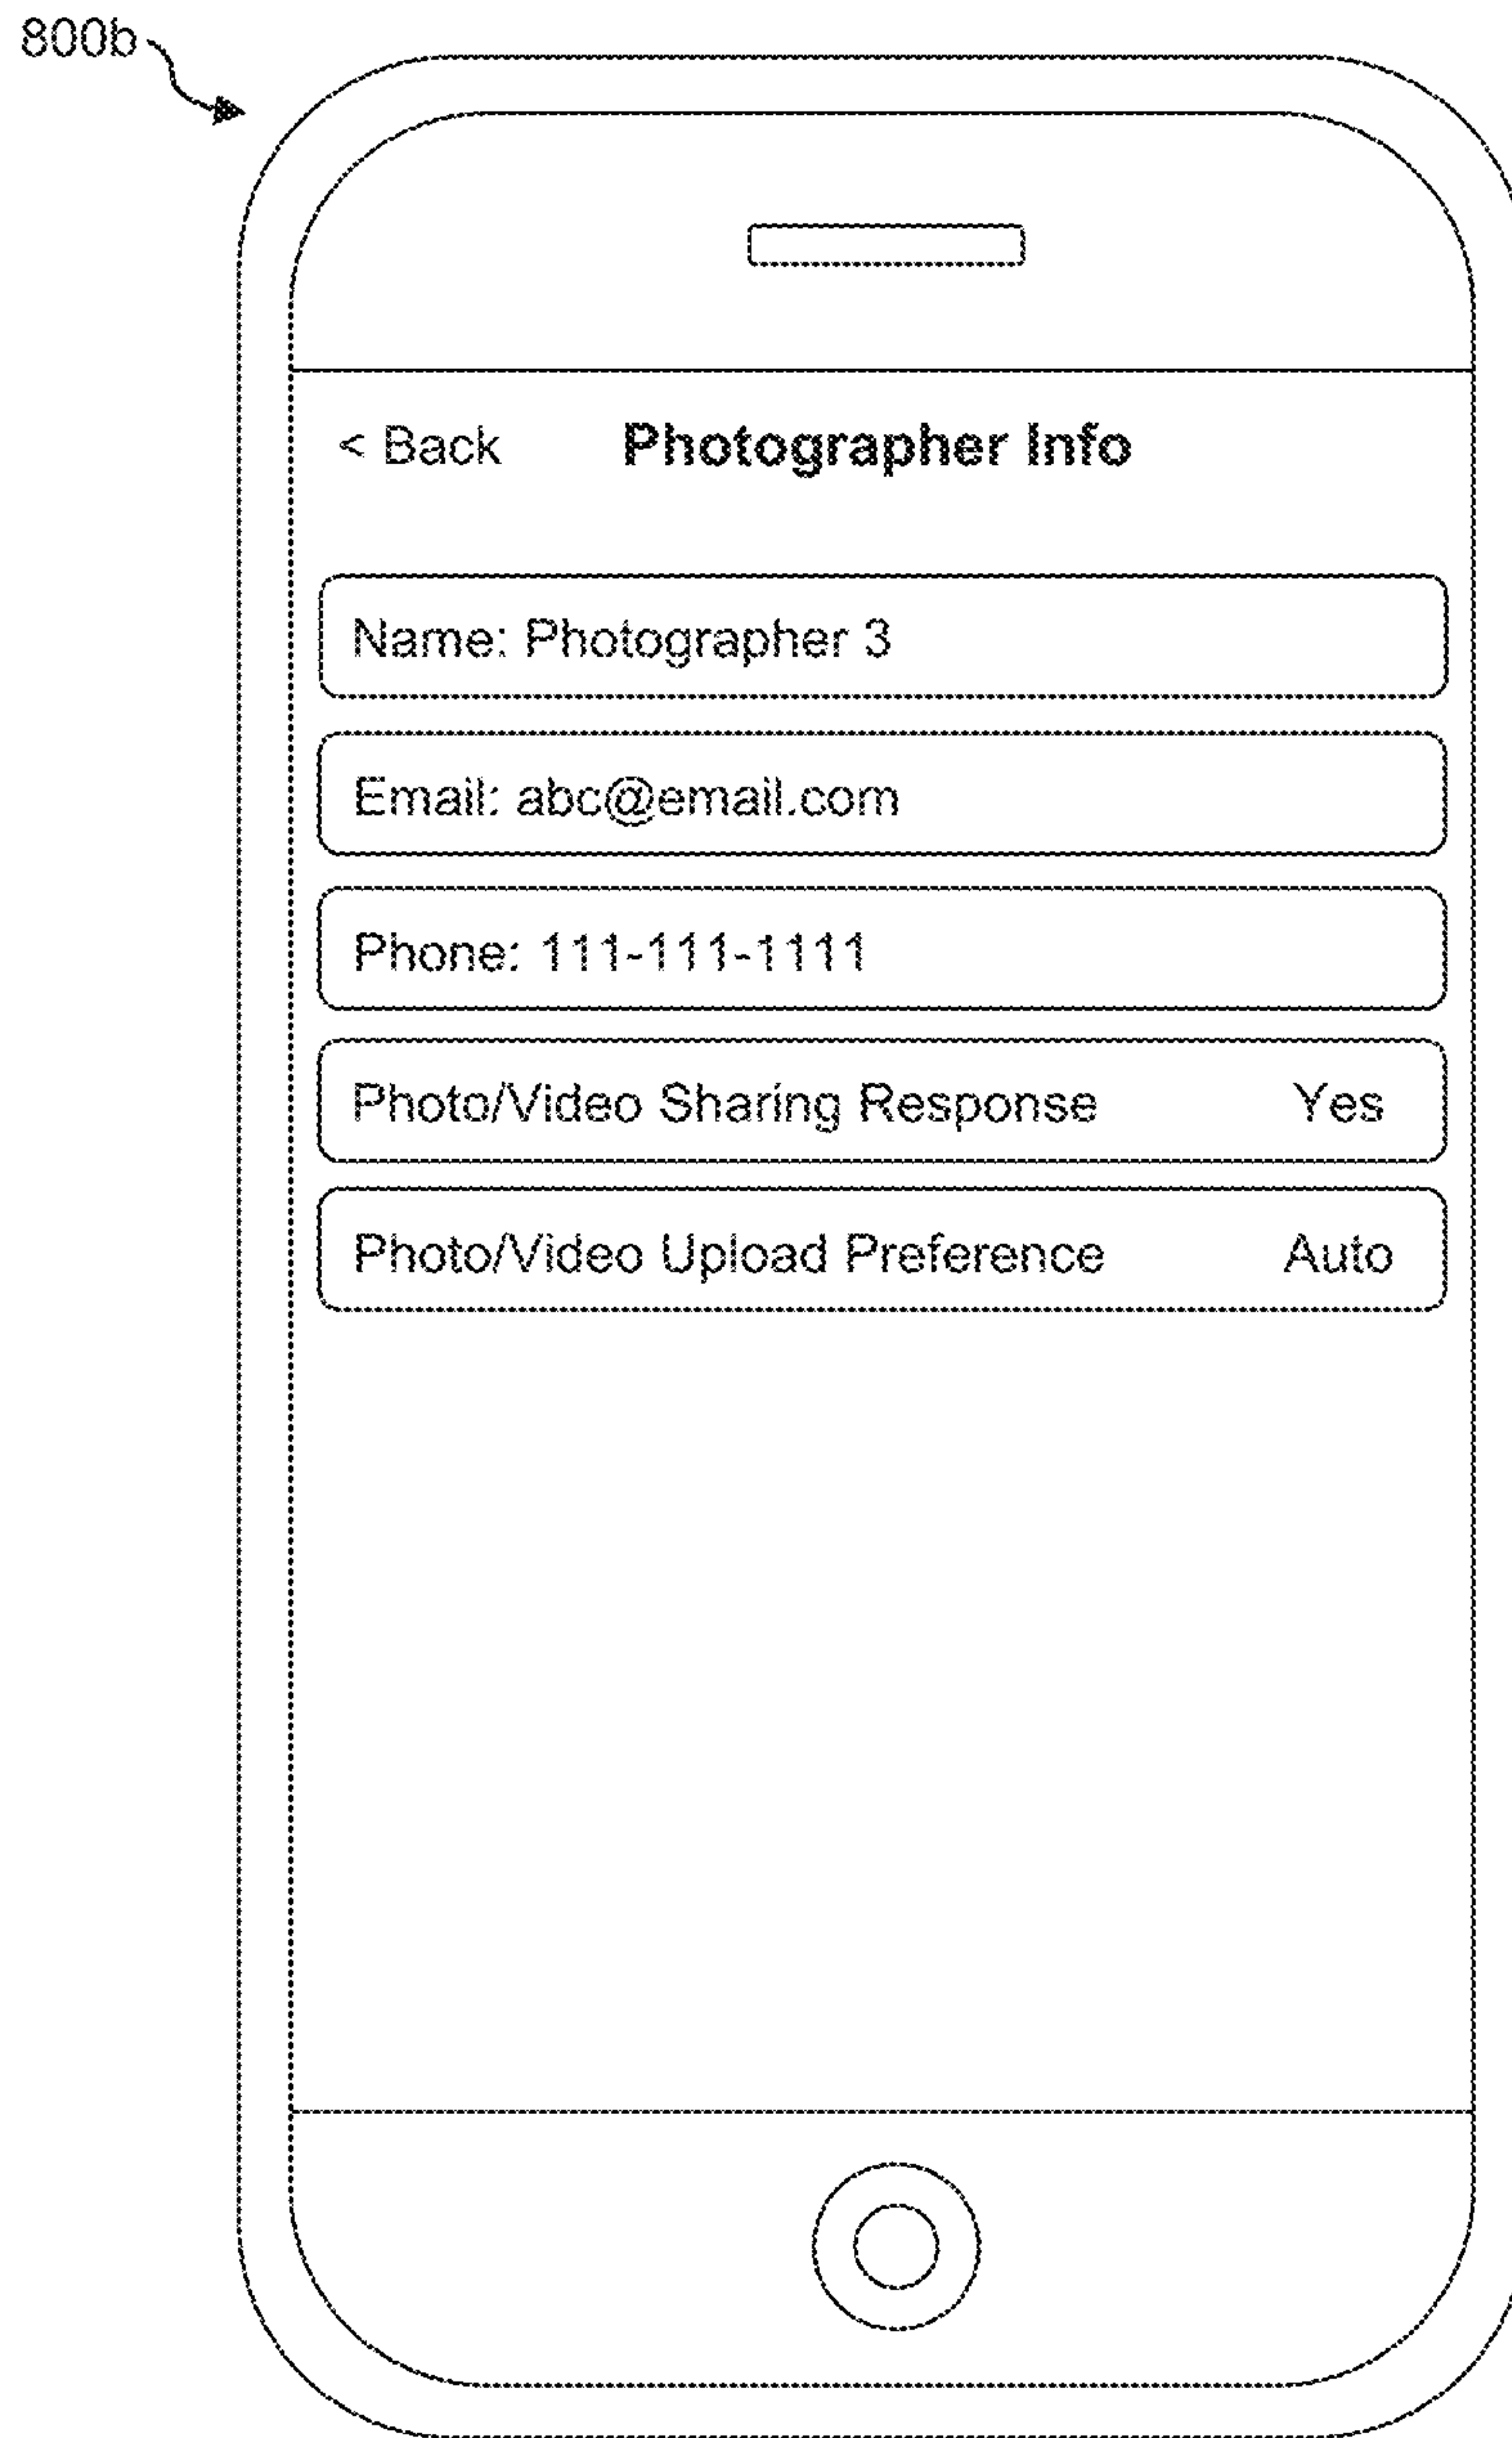 800b
< Back Photographer Info
Name: Photographer 3
Email: abc@email.com
Phone: 111-111-1111
Photo/Video Sharing Response Yes
Photo/Video Upload Preference Auto